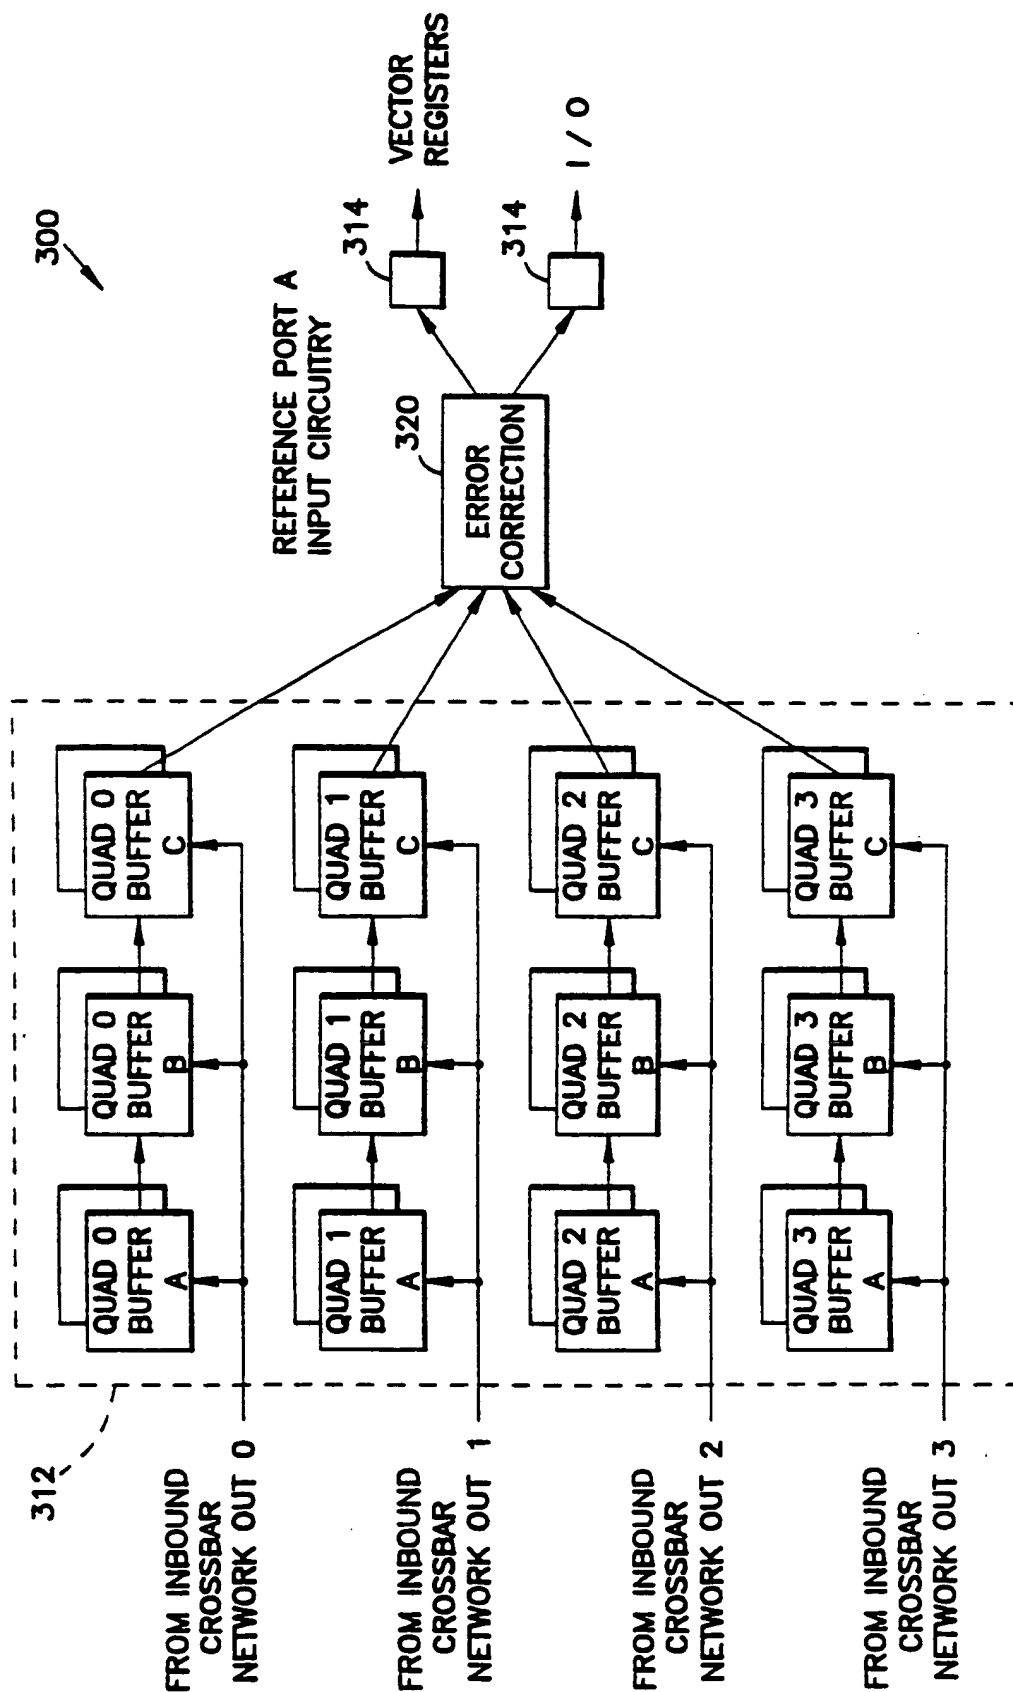 300
REFERENCE PORT A
INPUT CIRCUITRY
312
FROM INBOUND
CROSSBAR
NETWORK OUT 0
QUAD 0
BUFFER
A
QUAD 0
BUFFER
B
QUAD 0
BUFFER
C
FROM INBOUND
CROSSBAR
NETWORK OUT 1
QUAD 1
BUFFER
A
QUAD 1
BUFFER
B
QUAD 1
BUFFER
C
FROM INBOUND
CROSSBAR
NETWORK OUT 2
QUAD 2
BUFFER
A
QUAD 2
BUFFER
B
QUAD 2
BUFFER
C
FROM INBOUND
CROSSBAR
NETWORK OUT 3
QUAD 3
BUFFER
A
QUAD 3
BUFFER
B
QUAD 3
BUFFER
C
320
ERROR
CORRECTION
314
VECTOR
REGISTERS
314
I / O